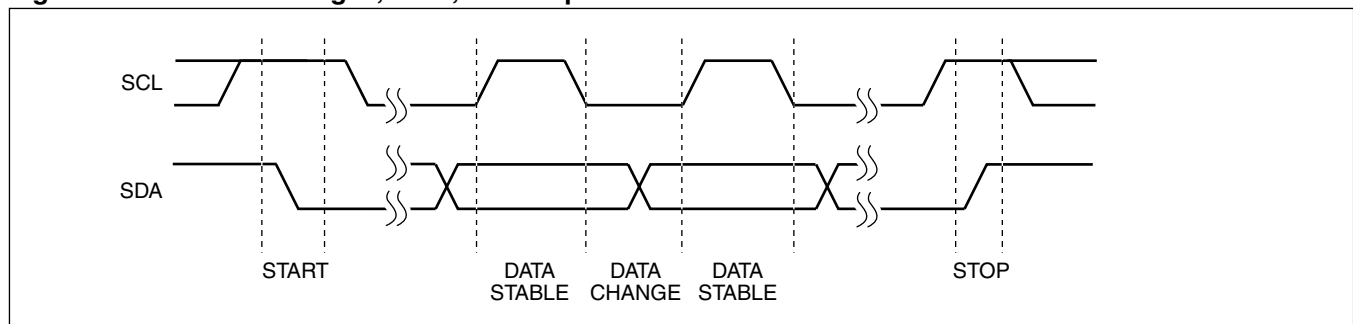 SCL
SDA
START
DATA
STABLE
DATA
CHANGE
DATA
STABLE
STOP